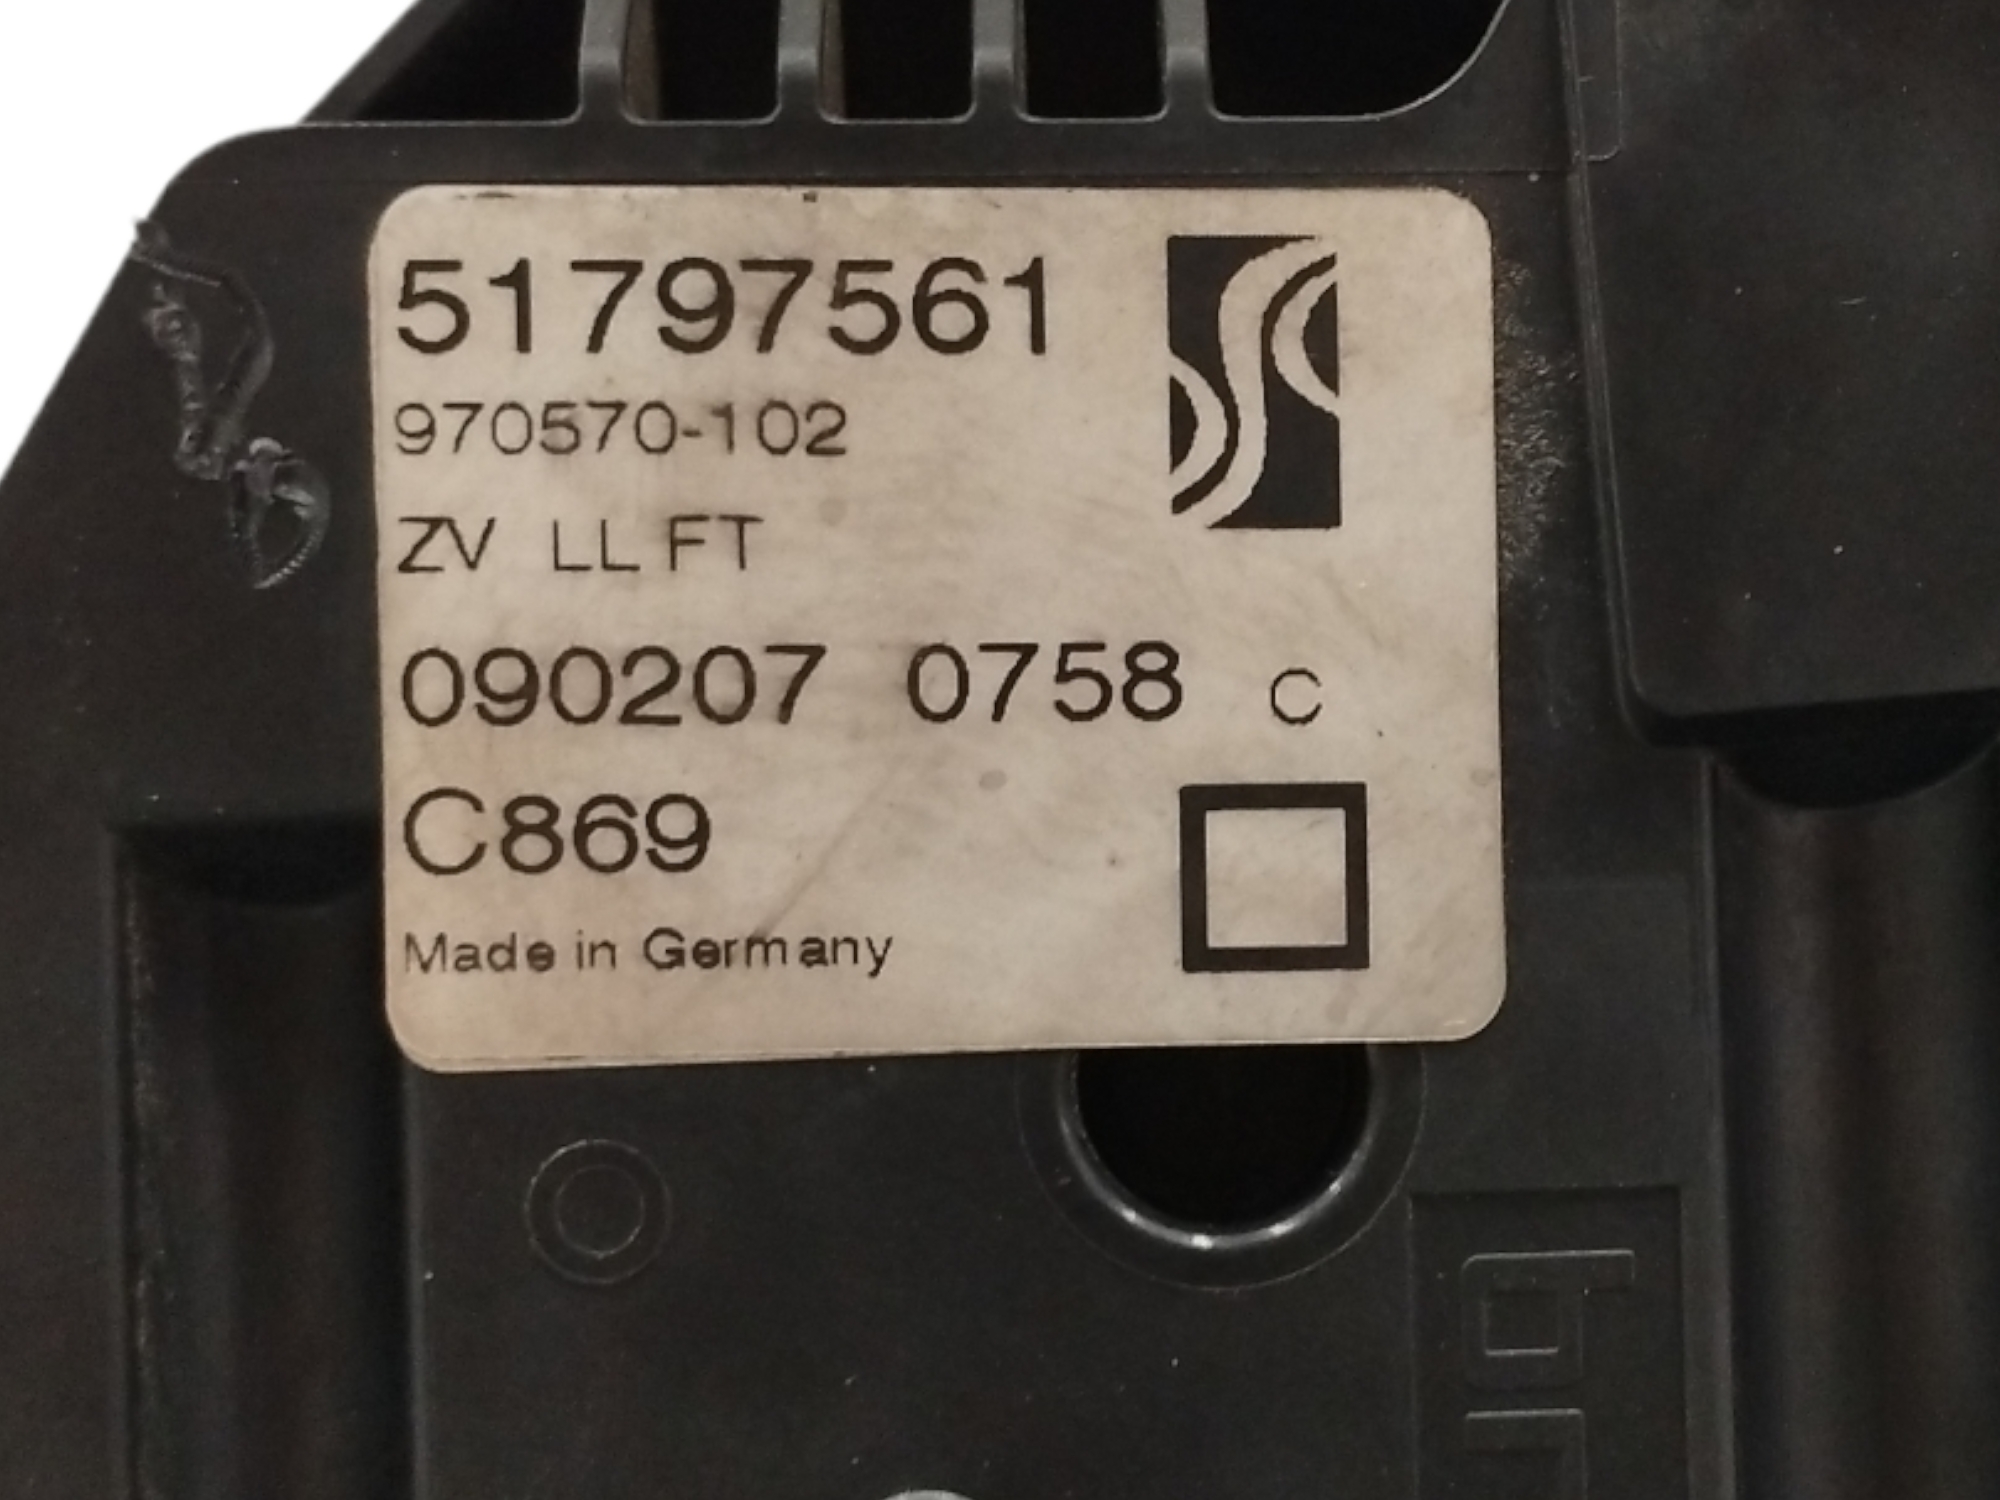 51797561
970570-102
ZV LL FT
090207 0758 C
C869
Made in Germany